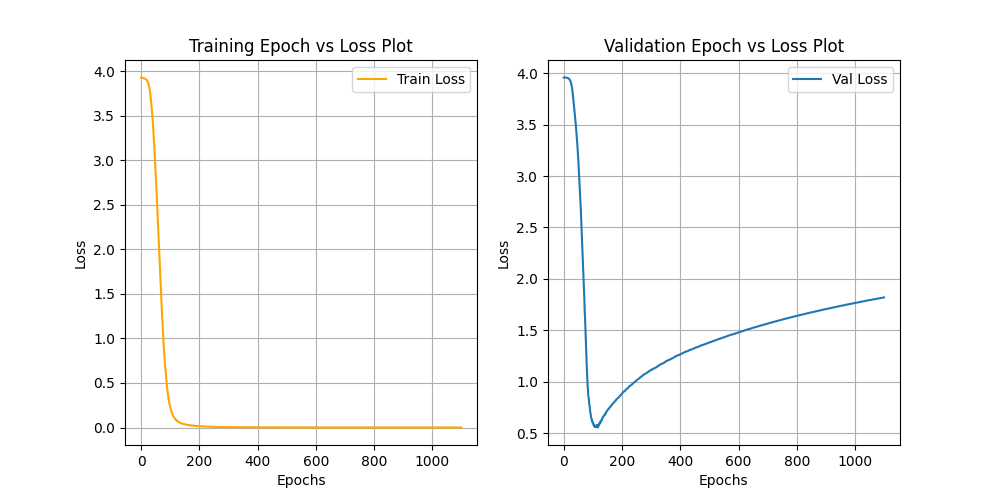 Training Epoch vs Loss Plot
Train Loss
4.0
3.5
3.0
2.5
2.0
1.5
1.0
0.5
0.0
Loss
0 200 400 600 800 1000
Epochs
Validation Epoch vs Loss Plot
Val Loss
4.0
3.5
3.0
2.5
2.0
1.5
1.0
0.5
Loss
0 200 400 600 800 1000
Epochs